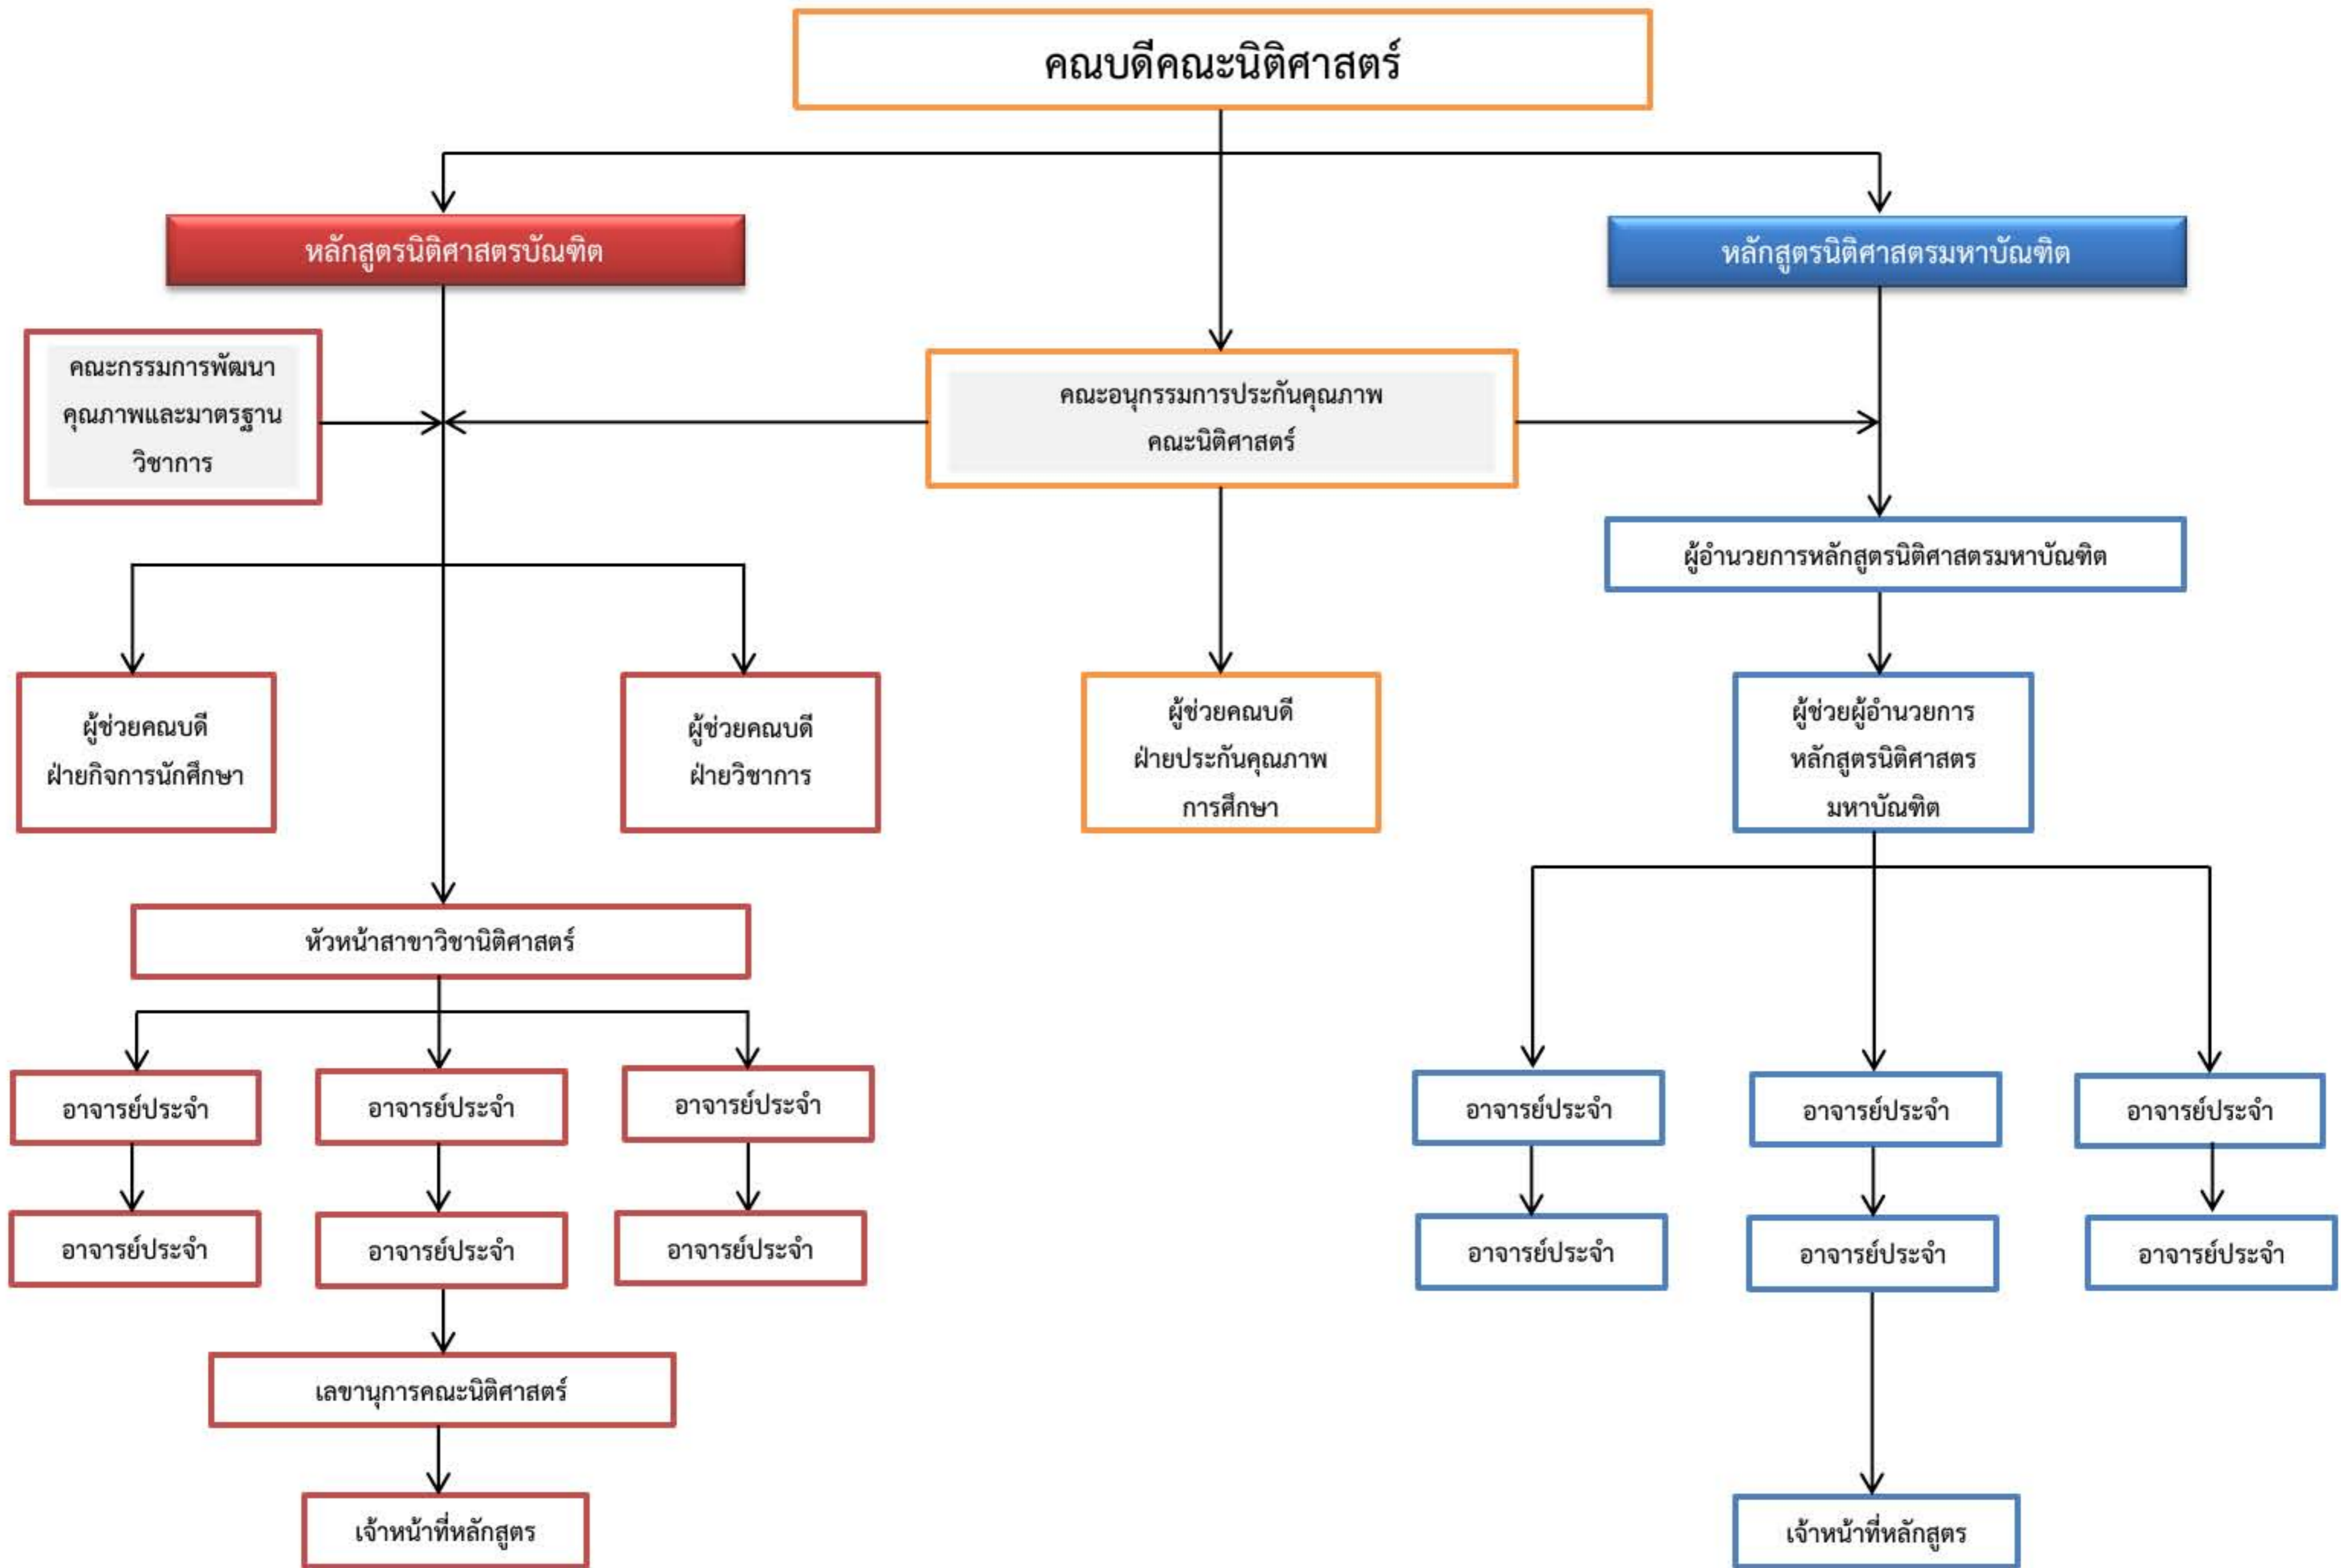 คณบดีคณะนิติศาสตร์
หลักสูตรนิติศาสตรบัณฑิต
หลักสูตรนิติศาสตรมหาบัณฑิต
คณะกรรมการพัฒนา
คุณภาพและมาตรฐาน
วิชาการ
คณะอนุกรรมการประกันคุณภาพ
คณะนิติศาสตร์
ผู้อำนวยการหลักสูตรนิติศาสตรมหาบัณฑิต
ผู้ช่วยคณบดี
ฝ่ายกิจการนักศึกษา
ผู้ช่วยคณบดี
ฝ่ายวิชาการ
ผู้ช่วยคณบดี
ฝ่ายประกันคุณภาพ
การศึกษา
ผู้ช่วยผู้อำนวยการ
หลักสูตรนิติศาสตร
มหาบัณฑิต
หัวหน้าสาขาวิชานิติศาสตร์
อาจารย์ประจำ
อาจารย์ประจำ
อาจารย์ประจำ
อาจารย์ประจำ
อาจารย์ประจำ
อาจารย์ประจำ
อาจารย์ประจำ
อาจารย์ประจำ
อาจารย์ประจำ
อาจารย์ประจำ
อาจารย์ประจำ
อาจารย์ประจำ
เลขานุการคณะนิติศาสตร์
เจ้าหน้าที่หลักสูตร
เจ้าหน้าที่หลักสูตร